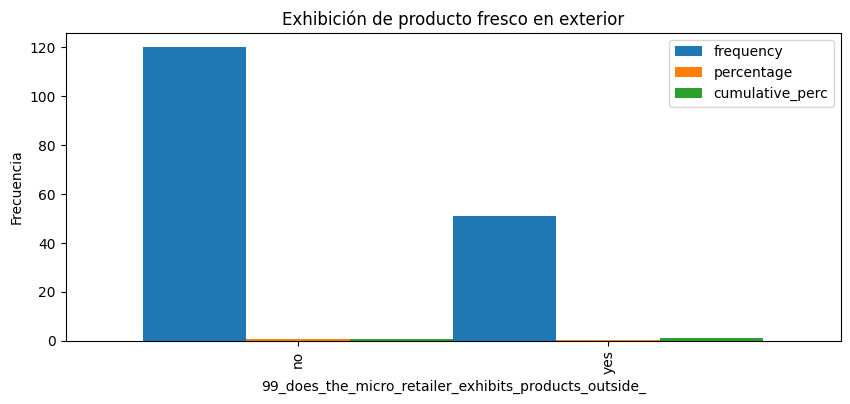 Exhibición de producto fresco en exterior
frequency
percentage
cumulative_perc
Frecuencia
120
100
80
60
40
20
0
no
yes
99_does_the_micro_retailer_exhibits_products_outside_